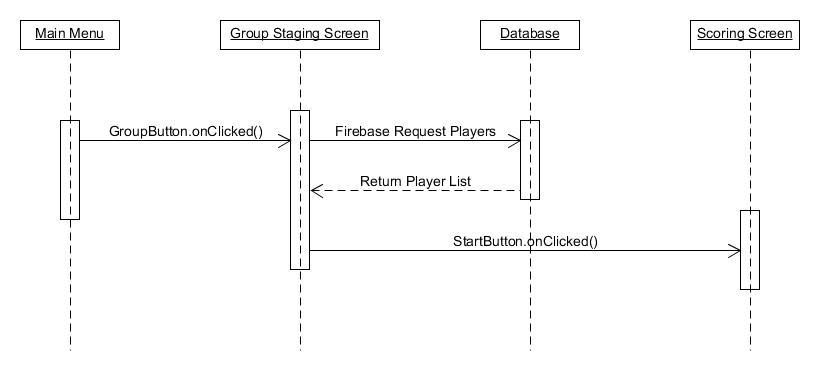 Main Menu
Group Staging Screen
Database
Scoring Screen
GroupButton.onClicked()
Firebase Request Players
Return Player List
StartButton.onClicked()